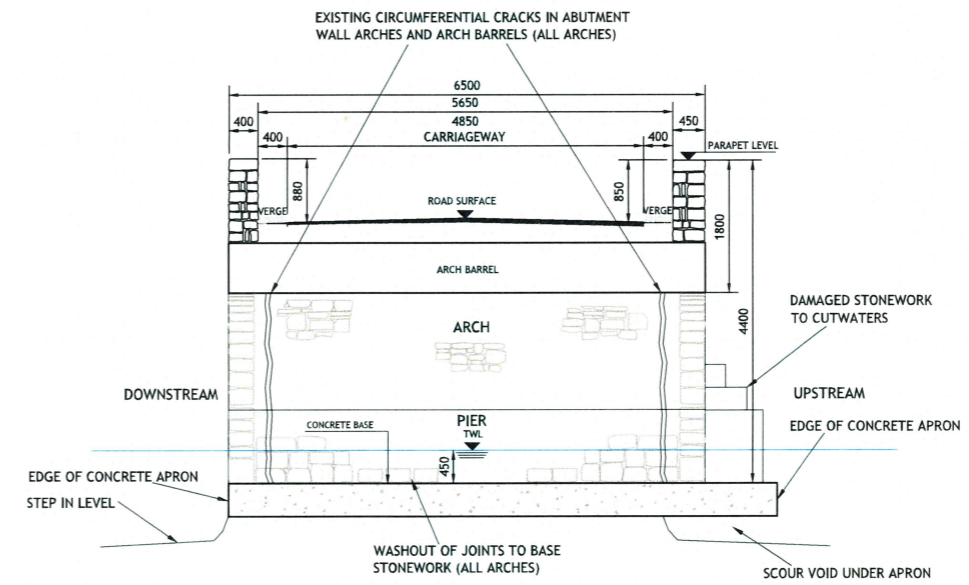 EXISTING CIRCUMFERENTIAL CRACKS IN ABUTMENT
WALL ARCHES AND ARCH BARRELS (ALL ARCHES)
6500
5650
400
4850
450
400
CARRIAGEWAY
400
PARAPET LEVEL
880
850
ROAD SURFACE
VERGE
VERGE
1800
ARCH BARREL
DAMAGED STONEWORK
TO CUTWATERS
ARCH
4400
DOWNSTREAM
UPSTREAM
PIER
CONCRETE BASE
TWL
EDGE OF CONCRETE APRON
450
EDGE OF CONCRETE APRON
STEP IN LEVEL
WASHOUT OF JOINTS TO BASE
STONEWORK (ALL ARCHES)
SCOUR VOID UNDER APRON